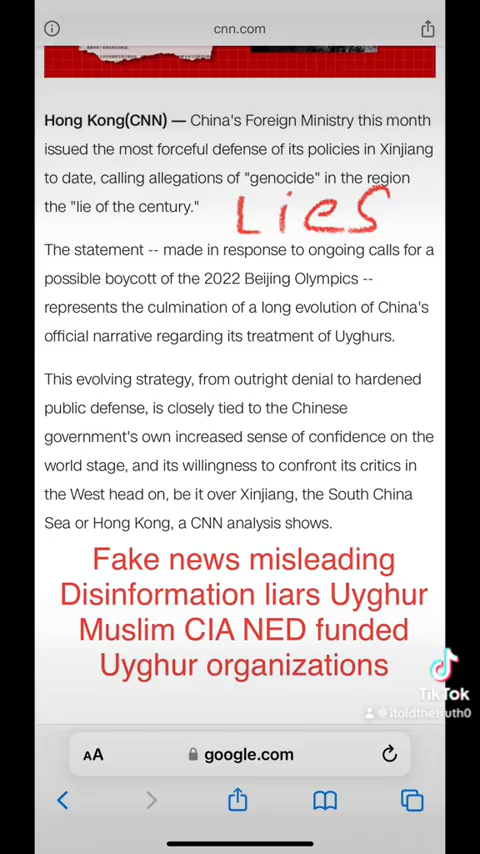 cnn.com
Hong Kong(CNN) — China's Foreign Ministry this month
issued the most forceful defense of its policies in Xinjiang
to date, calling allegations of "genocide" in the region
the "lie of the century."
Lies
The statement -- made in response to ongoing calls for a
possible boycott of the 2022 Beijing Olympics --
represents the culmination of a long evolution of China's
official narrative regarding its treatment of Uyghurs.
This evolving strategy, from outright denial to hardened
public defense, is closely tied to the Chinese
government's own increased sense of confidence on the
world stage, and its willingness to confront its critics in
the West head on, be it over Xinjiang, the South China
Sea or Hong Kong, a CNN analysis shows.
Fake news misleading
Disinformation liars Uyghur
Muslim CIA NED funded
Uyghur organizations
TikTok
@itoldthetruth0
AA google.com